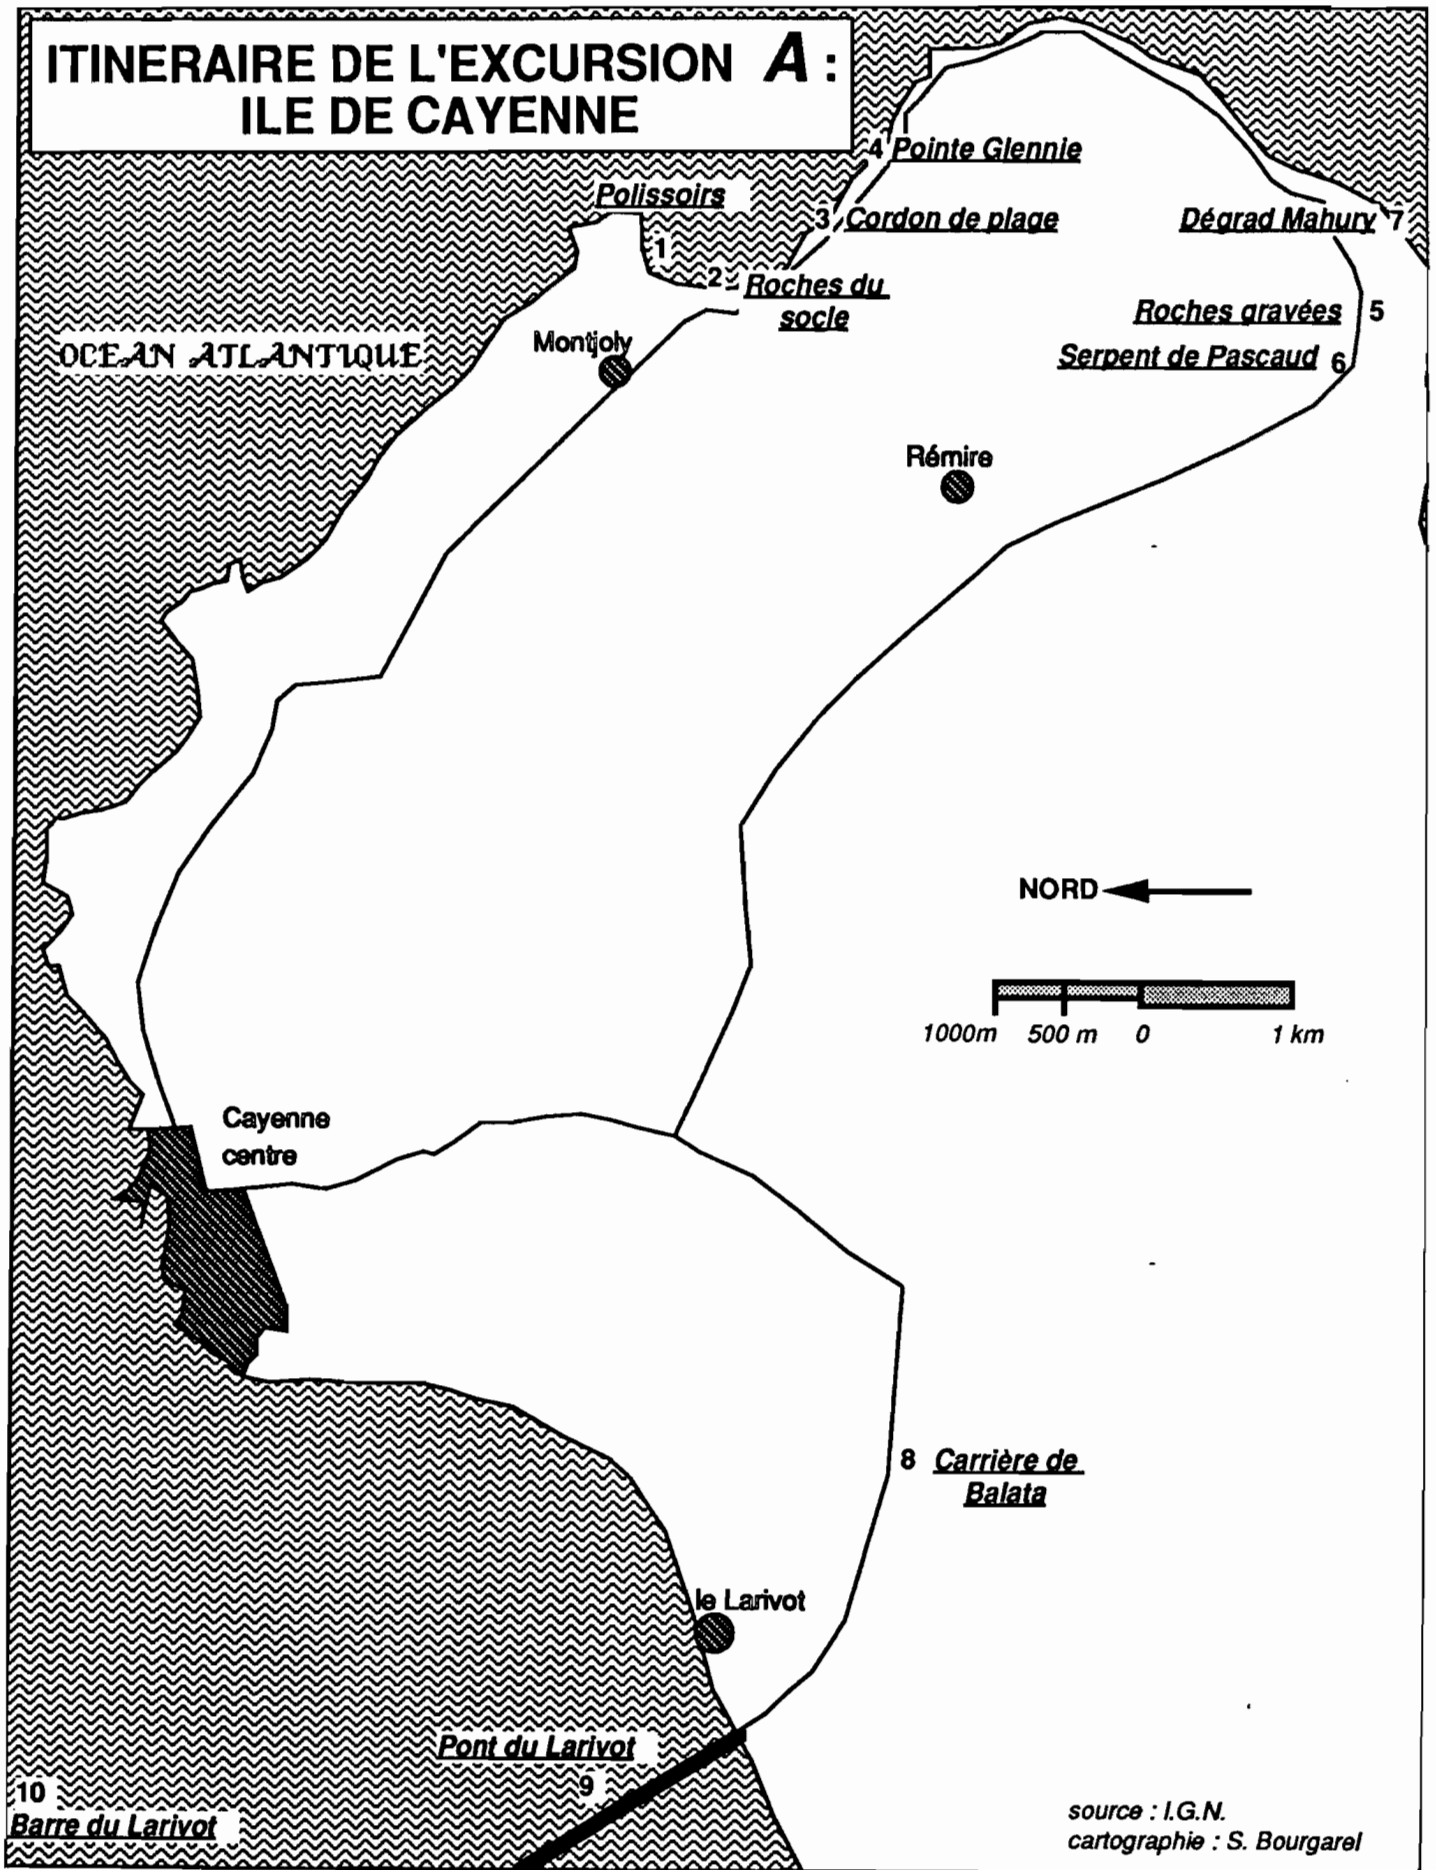 ITINERAIRE DE L'EXCURSION A :
ILE DE CAYENNE
4 Pointe Glennie
Polissoirs
3 Cordon de plage
Dégrad Mahury 7
1
2 Roches du
socle
Roches gravées 5
Montjoly
OCEAN ATLANTIQUE
Serpent de Pascaud 6
Rémire
NORD
1000m 500 m 0 1 km
Cayenne
centre
8 Carrière de
Balata
le Larivot
Pont du Larivot
9
10
Barre du Larivot
source : I.G.N.
cartographie : S. Bourgarel